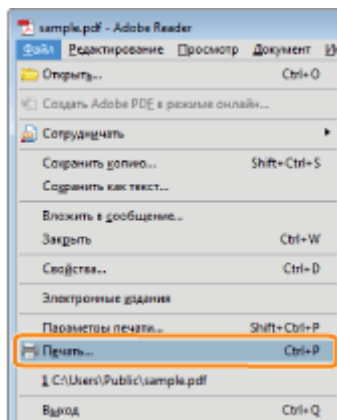 sample.pdf - Adobe Reader
Файл Редактирование Просмотр Документ
Открыть... Ctrl+O
Создать Adobe PDF в режиме онлайн...
Сотрудничать
Сохранить копию... Shift+Ctrl+S
Сохранить как текст...
Вложить в сообщение...
Закрыть Ctrl+W
Свойства... Ctrl+D
Электронные издания
Параметры печати... Shift+Ctrl+P
Печать... Ctrl+P
1 C:\Users\Public\sample.pdf
Выход Ctrl+Q